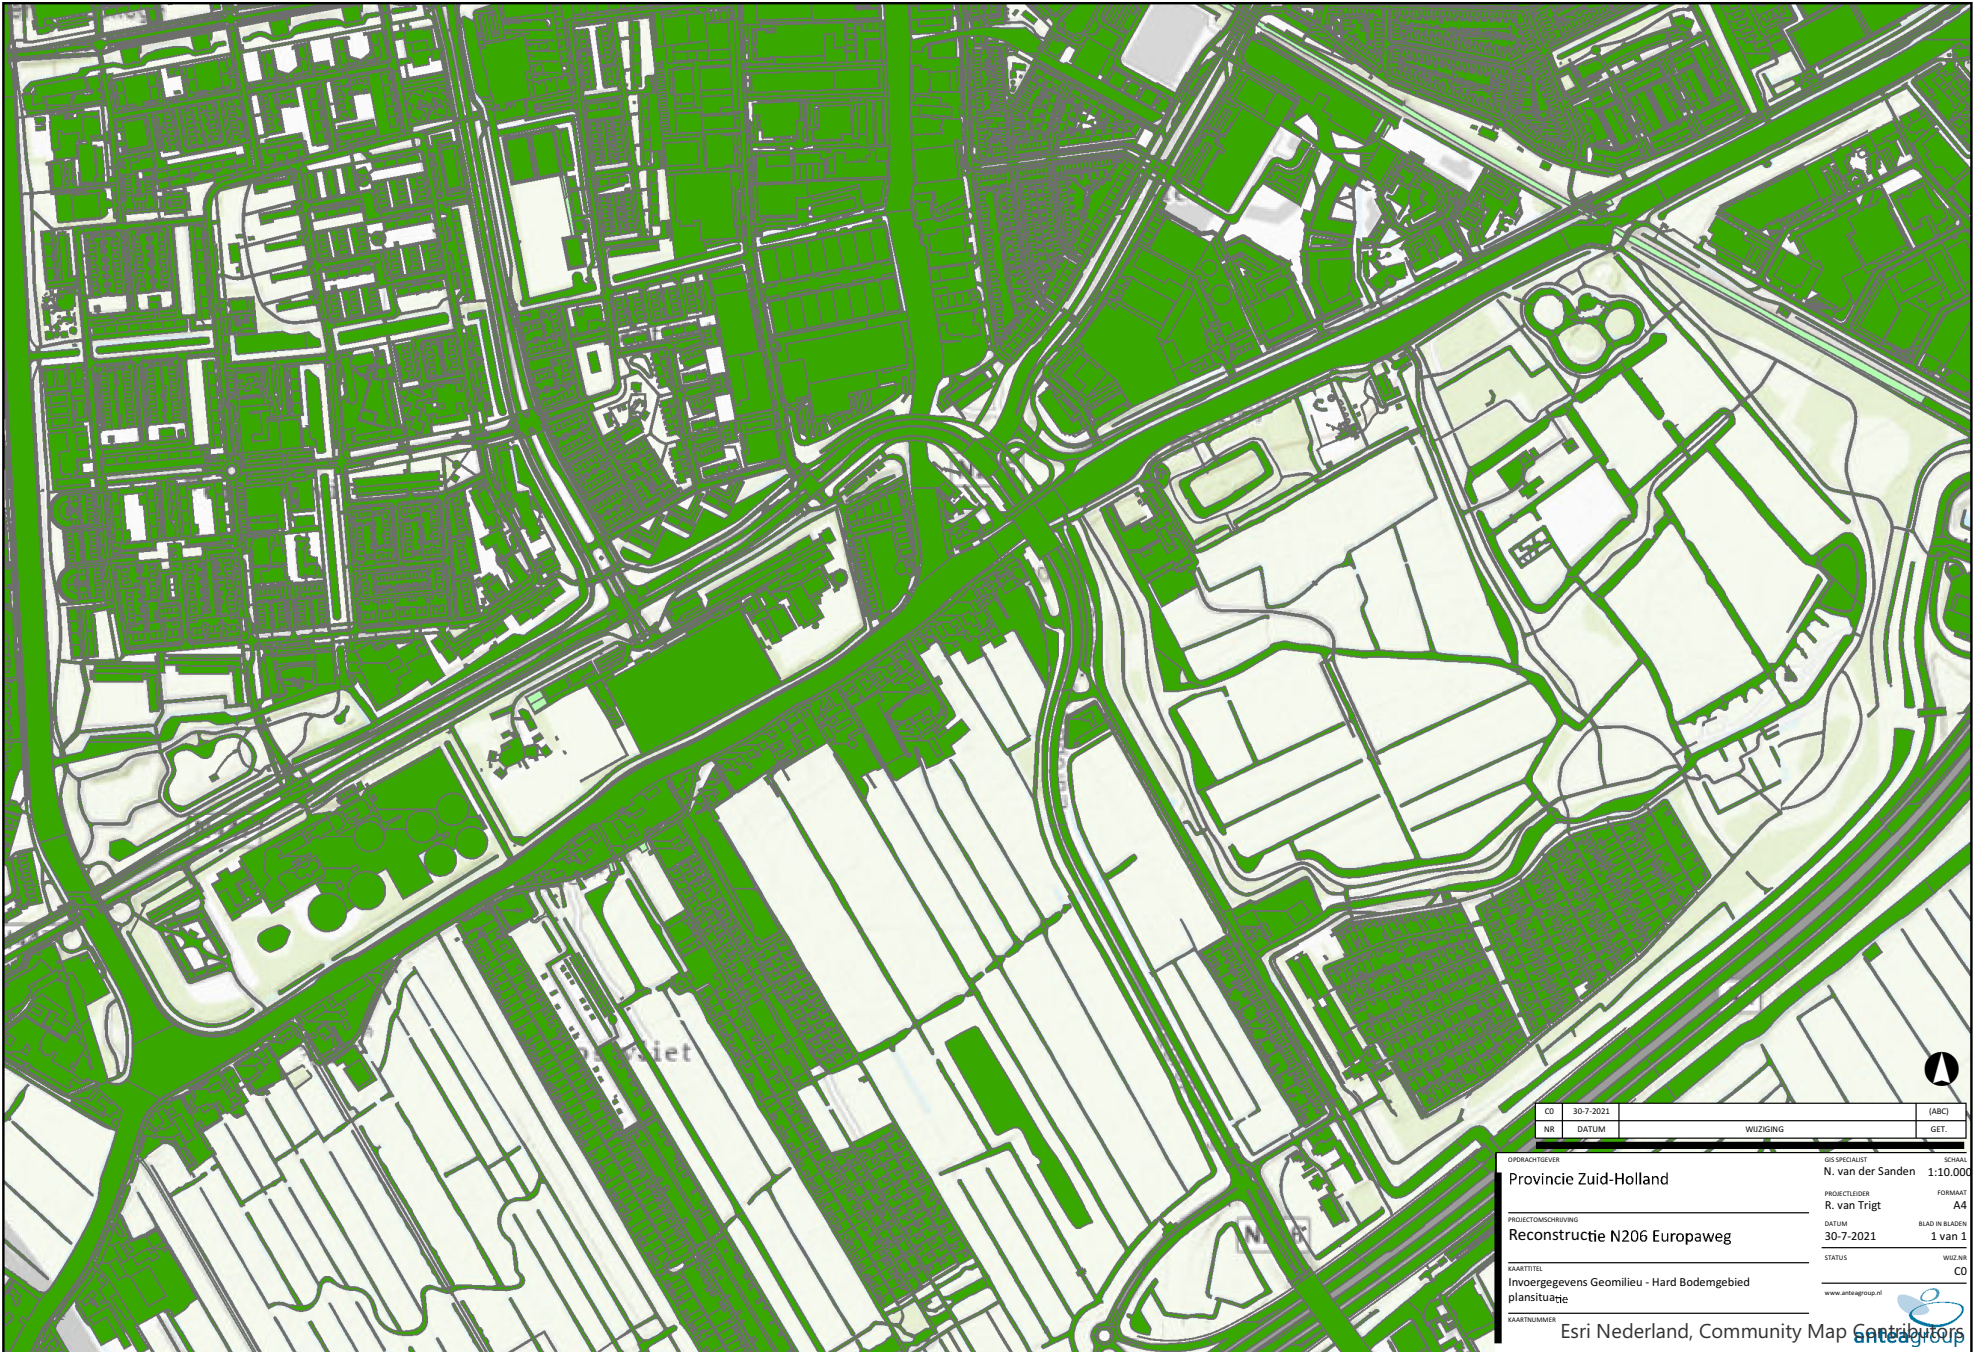 C0 30-7-2021 (ABC)
NR DATUM WIJZIGING GET.
OPDRACHTGEVER
Provincie Zuid-Holland
PROJECTOMSCHRIJVING
Reconstructie N206 Europaweg
KAARTTITEL
Invoergegevens Geomilieu - Hard Bodemgebied
plansituatie
KAARTNUMMER
GIS SPECIALIST SCHAAL
N. van der Sanden 1:10.000
PROJECTLEIDER FORMAAT
R. van Trigt A4
DATUM BLAD IN BLADEN
30-7-2021 1 van 1
STATUS WIJZ.NR
C0
www.anteagroup.nl
anteagroup
Esri Nederland, Community Map Contributors